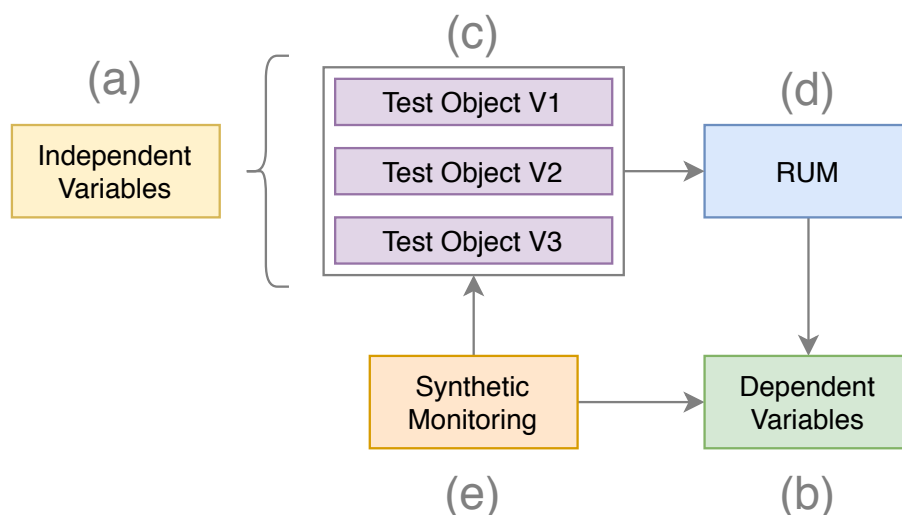 (a)
Independent
Variables
(c)
Test Object V1
Test Object V2
Test Object V3
(d)
RUM
Synthetic
Monitoring
(e)
Dependent
Variables
(b)